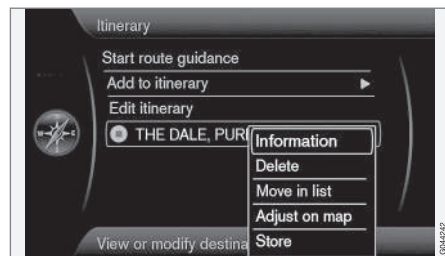 Itinerary
Start route guidance
Add to itinerary
Edit itinerary
THE DALE, PUR
Information
Delete
Move in list
Adjust on map
View or modify destina
Store
G044242